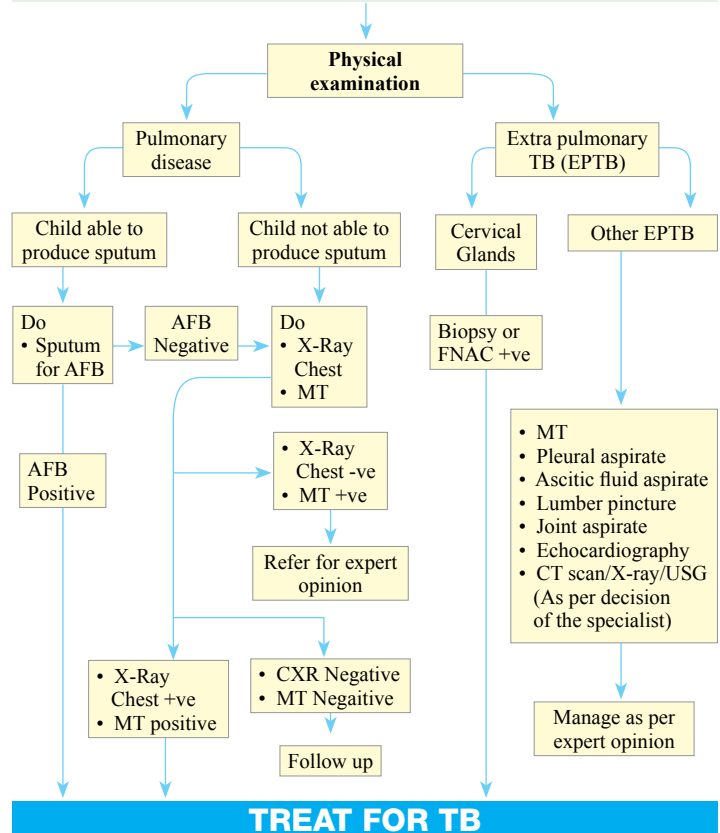 Physical
examination
Pulmonary
disease
Extra pulmonary
TB (EPTB)
Child able to
produce sputum
Child not able to
produce sputum
Cervical
Glands
Other EPTB
Do
• Sputum
for AFB
AFB
Negative
Do
• X-Ray
Chest
• MT
Biopsy or
FNAC +ve
AFB
Positive
• X-Ray
Chest -ve
• MT +ve
Refer for expert
opinion
• MT
• Pleural aspirate
• Ascitic fluid aspirate
• Lumber pincture
• Joint aspirate
• Echocardiography
• CT scan/X-ray/USG
(As per decision
of the specialist)
• X-Ray
Chest +ve
• MT positive
• CXR Negative
• MT Negaitive
Follow up
Manage as per
expert opinion
TREAT FOR TB